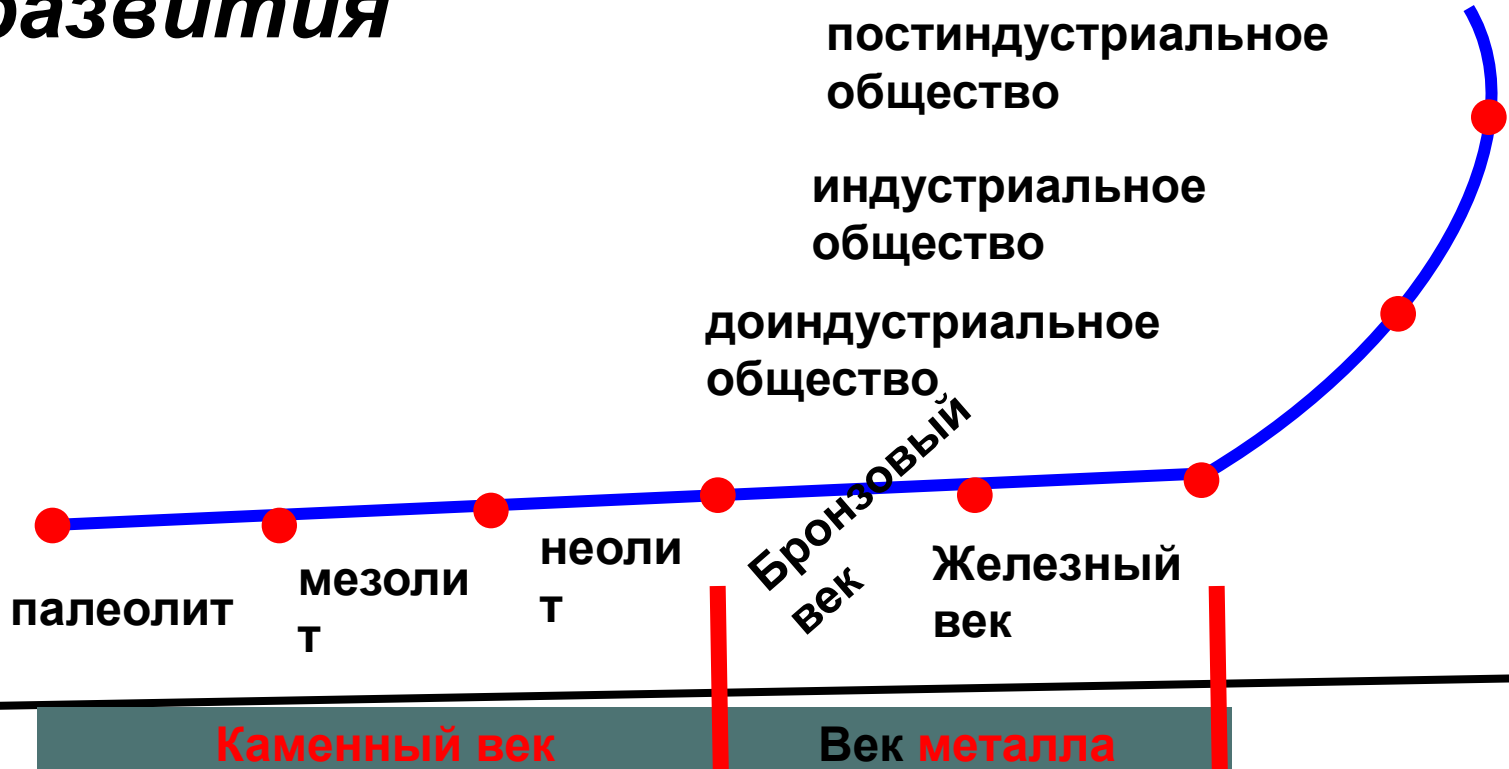 развития
постиндустриальное
общество
индустриальное
общество
доиндустриальное
общество
Бронзовый
век
неоли
т
мезоли
т
палеолит
Железный
век
Каменный век
Век металла